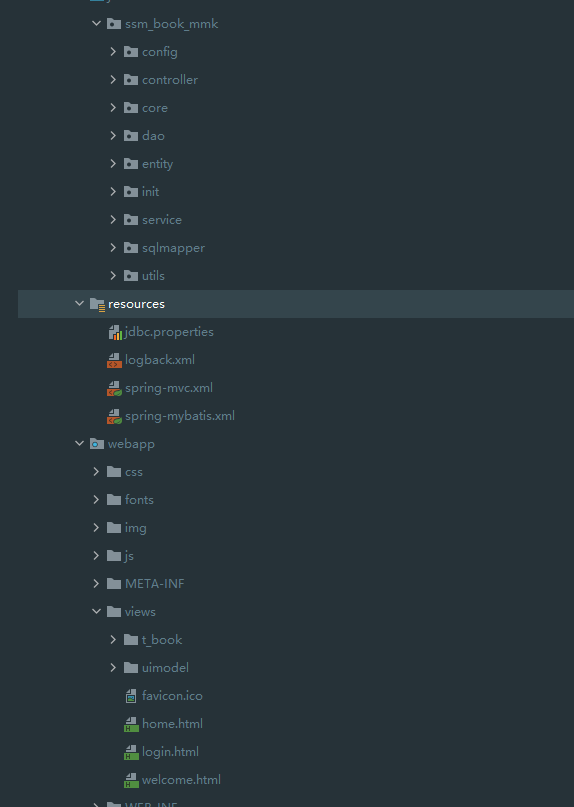 ssm_book_mmk
config
controller
core
dao
entity
init
service
sqlmapper
utils
resources
jdbc.properties
logback.xml
spring-mvc.xml
spring-mybatis.xml
webapp
css
fonts
img
js
META-INF
views
t_book
uimodel
favicon.ico
home.html
login.html
welcome.html
WEB-INF